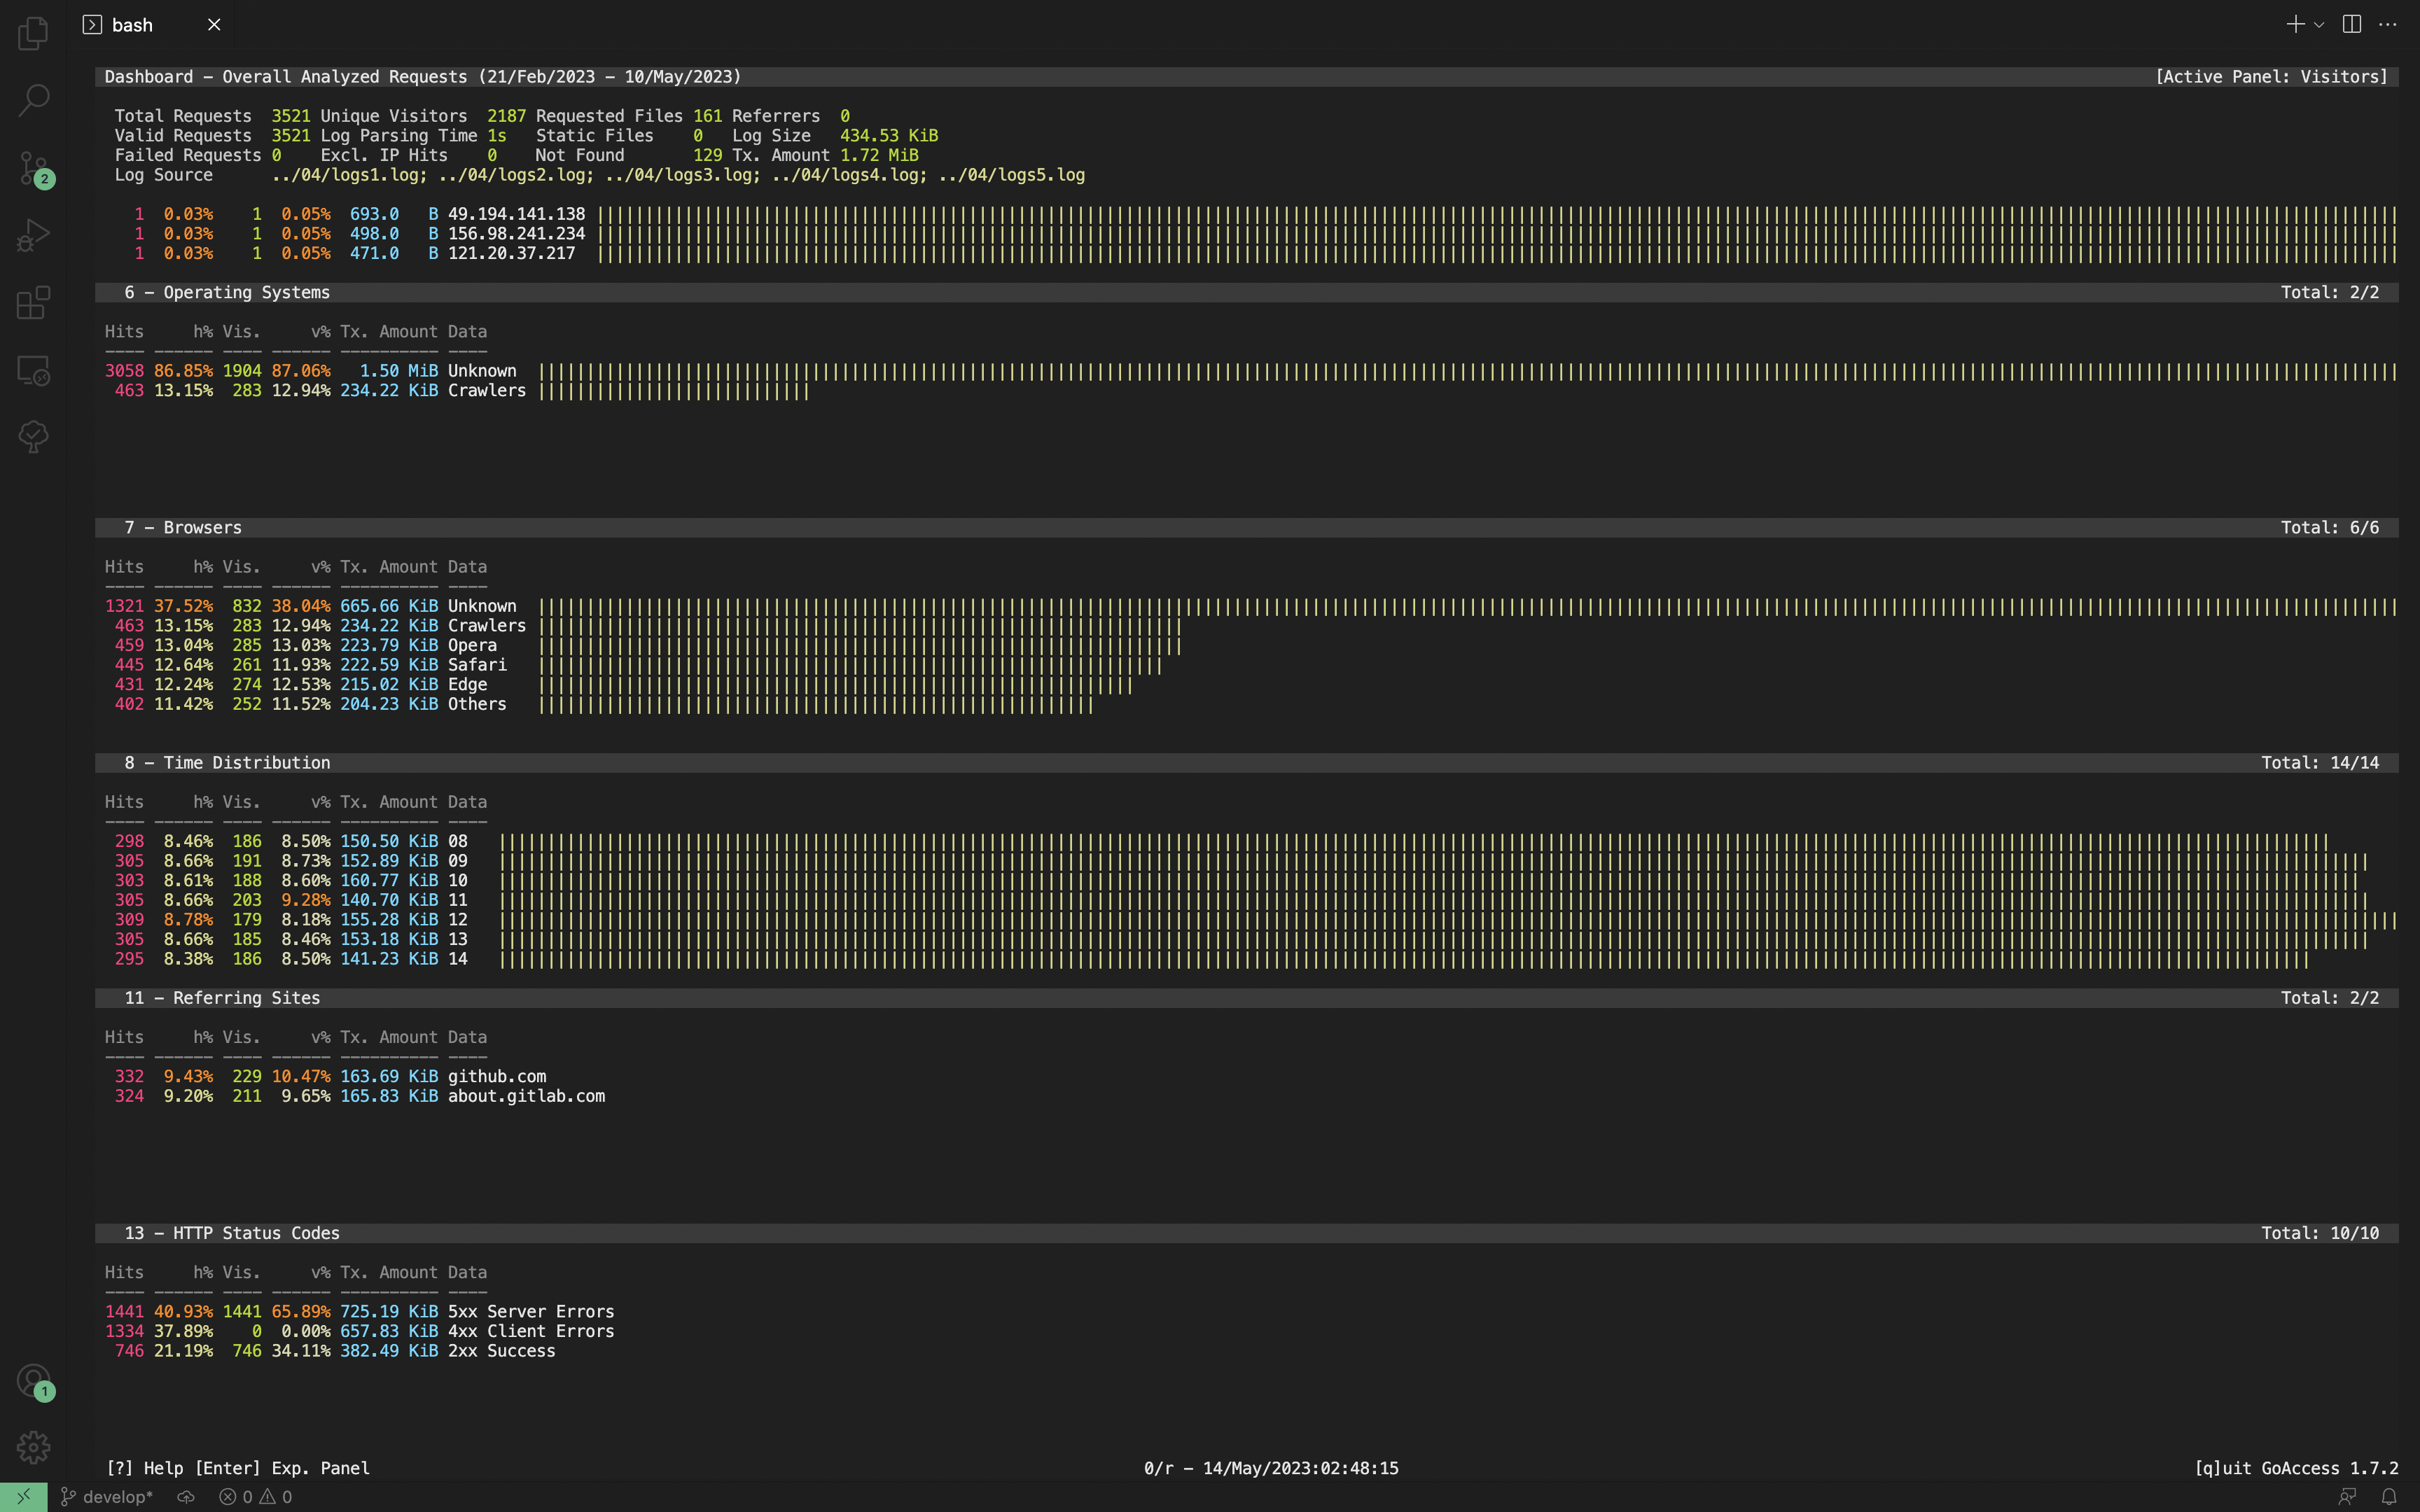 bash
Dashboard - Overall Analyzed Requests (21/Feb/2023 - 10/May/2023) [Active Panel: Visitors]
Total Requests 3521 Unique Visitors 2187 Requested Files 161 Referrers 0
Valid Requests 3521 Log Parsing Time 1s Static Files 0 Log Size 434.53 KiB
Failed Requests 0 Excl. IP Hits 0 Not Found 129 Tx. Amount 1.72 MiB
Log Source ../04/logs1.log; ../04/logs2.log; ../04/logs3.log; ../04/logs4.log; ../04/logs5.log
1 0.03% 1 0.05% 693.0 B 49.194.141.138
1 0.03% 1 0.05% 498.0 B 156.98.241.234
1 0.03% 1 0.05% 471.0 B 121.20.37.217
6 - Operating Systems Total: 2/2
Hits h% Vis. v% Tx. Amount Data
3058 86.85% 1904 87.06% 1.50 MiB Unknown
463 13.15% 283 12.94% 234.22 KiB Crawlers
7 - Browsers Total: 6/6
Hits h% Vis. v% Tx. Amount Data
1321 37.52% 832 38.04% 665.66 KiB Unknown
463 13.15% 283 12.94% 234.22 KiB Crawlers
459 13.04% 285 13.03% 223.79 KiB Opera
445 12.64% 261 11.93% 222.59 KiB Safari
431 12.24% 274 12.53% 215.02 KiB Edge
402 11.42% 252 11.52% 204.23 KiB Others
8 - Time Distribution Total: 14/14
Hits h% Vis. v% Tx. Amount Data
298 8.46% 186 8.50% 150.50 KiB 08
305 8.66% 191 8.73% 152.89 KiB 09
303 8.61% 188 8.60% 160.77 KiB 10
305 8.66% 203 9.28% 140.70 KiB 11
309 8.78% 179 8.18% 155.28 KiB 12
305 8.66% 185 8.46% 153.18 KiB 13
295 8.38% 186 8.50% 141.23 KiB 14
11 - Referring Sites Total: 2/2
Hits h% Vis. v% Tx. Amount Data
332 9.43% 229 10.47% 163.69 KiB github.com
324 9.20% 211 9.65% 165.83 KiB about.gitlab.com
13 - HTTP Status Codes Total: 10/10
Hits h% Vis. v% Tx. Amount Data
1441 40.93% 1441 65.89% 725.19 KiB 5xx Server Errors
1334 37.89% 0 0.00% 657.83 KiB 4xx Client Errors
746 21.19% 746 34.11% 382.49 KiB 2xx Success
[?] Help [Enter] Exp. Panel 0/r - 14/May/2023:02:48:15 [q]uit GoAccess 1.7.2
develop* 0 0
2
1